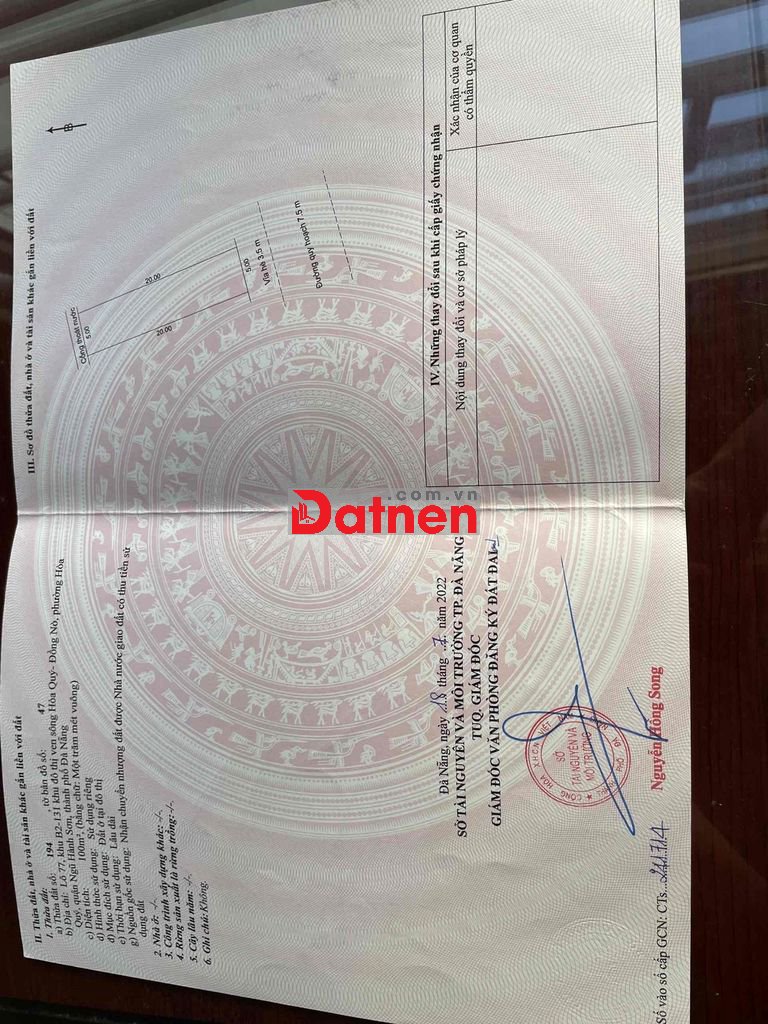 II. Thửa đất, nhà ở và tài sản khác gắn liền với đất
1. Thửa đất:
a) Thửa đất số: 194 , tờ bản đồ số: 47
b) Địa chỉ: Lô 77, khu B2-131 khu đô thị ven sông Hòa Quý- Đồng Nò, phường Hòa
Quý, quận Ngũ Hành Sơn, thành phố Đà Nẵng
c) Diện tích: 100m², (bằng chữ: Một trăm mét vuông)
d) Hình thức sử dụng: Sử dụng riêng
đ) Mục đích sử dụng: Đất ở tại đô thị
e) Thời hạn sử dụng: Lâu dài
g) Nguồn gốc sử dụng: Nhận chuyển nhượng đất được Nhà nước giao đất có thu tiền sử
dụng đất
2. Nhà ở: -/-.
3. Công trình xây dựng khác: -/-.
4. Rừng sản xuất là rừng trồng: -/-.
5. Cây lâu năm: -/-.
6. Ghi chú: Không.
Đà Nẵng, ngày 18 tháng 7 năm 2022
SỞ TÀI NGUYÊN VÀ MÔI TRƯỜNG TP. ĐÀ NẴNG
TUQ. GIÁM ĐỐC
GIÁM ĐỐC VĂN PHÒNG ĐĂNG KÝ ĐẤT ĐAI
SỞ
TÀI NGUYÊN VÀ
MÔI TRƯỜNG
Nguyễn Hồng Song
Số vào sổ cấp GCN: CTs...211714
III. Sơ đồ thửa đất, nhà ở và tài sản khác gắn liền với đất
B
Cống thoát nước
5.00
20.00
20.00
5.00
Vỉa hè 3,5 m
Đường quy hoạch 7,5 m
IV. Những thay đổi sau khi cấp giấy chứng nhận
Nội dung thay đổi và cơ sở pháp lý
Xác nhận của cơ quan
có thẩm quyền
Datnen
.com.vn